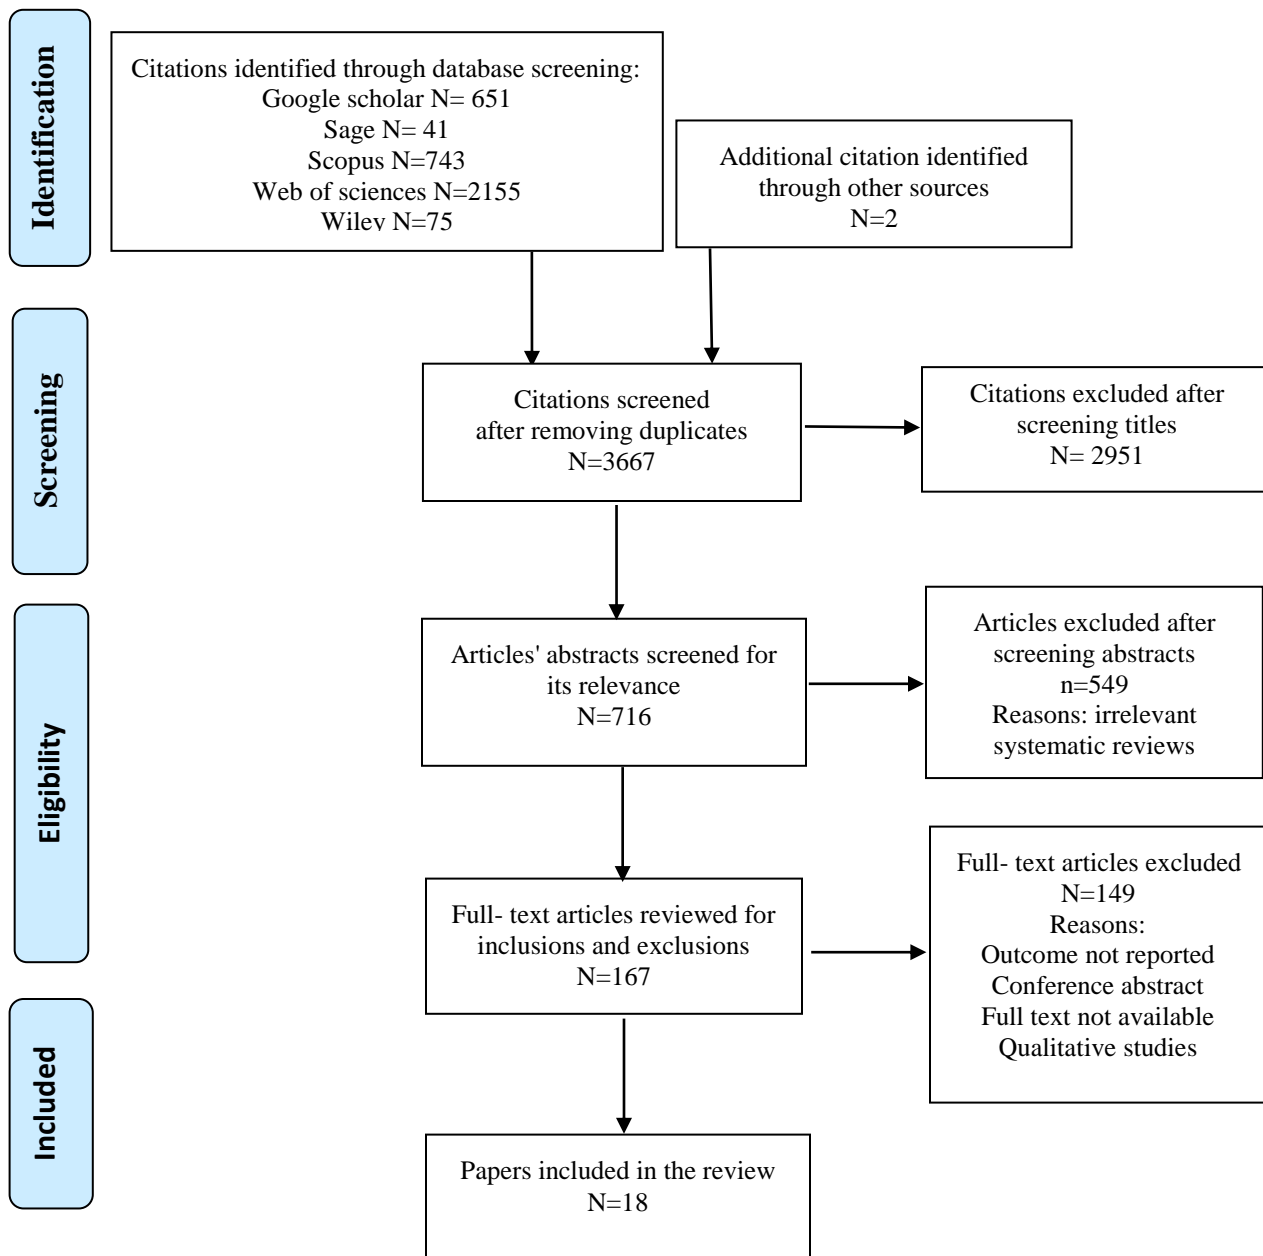 Identification
Citations identified through database screening:
Google scholar N= 651
Sage N= 41
Scopus N=743
Web of sciences N=2155
Wiley N=75
Additional citation identified
through other sources
N=2
Screening
Citations screened
after removing duplicates
N=3667
Citations excluded after
screening titles
N= 2951
Eligibility
Articles' abstracts screened for
its relevance
N=716
Articles excluded after
screening abstracts
n=549
Reasons: irrelevant
systematic reviews
Full- text articles reviewed for
inclusions and exclusions
N=167
Full- text articles excluded
N=149
Reasons:
Outcome not reported
Conference abstract
Full text not available
Qualitative studies
Included
Papers included in the review
N=18